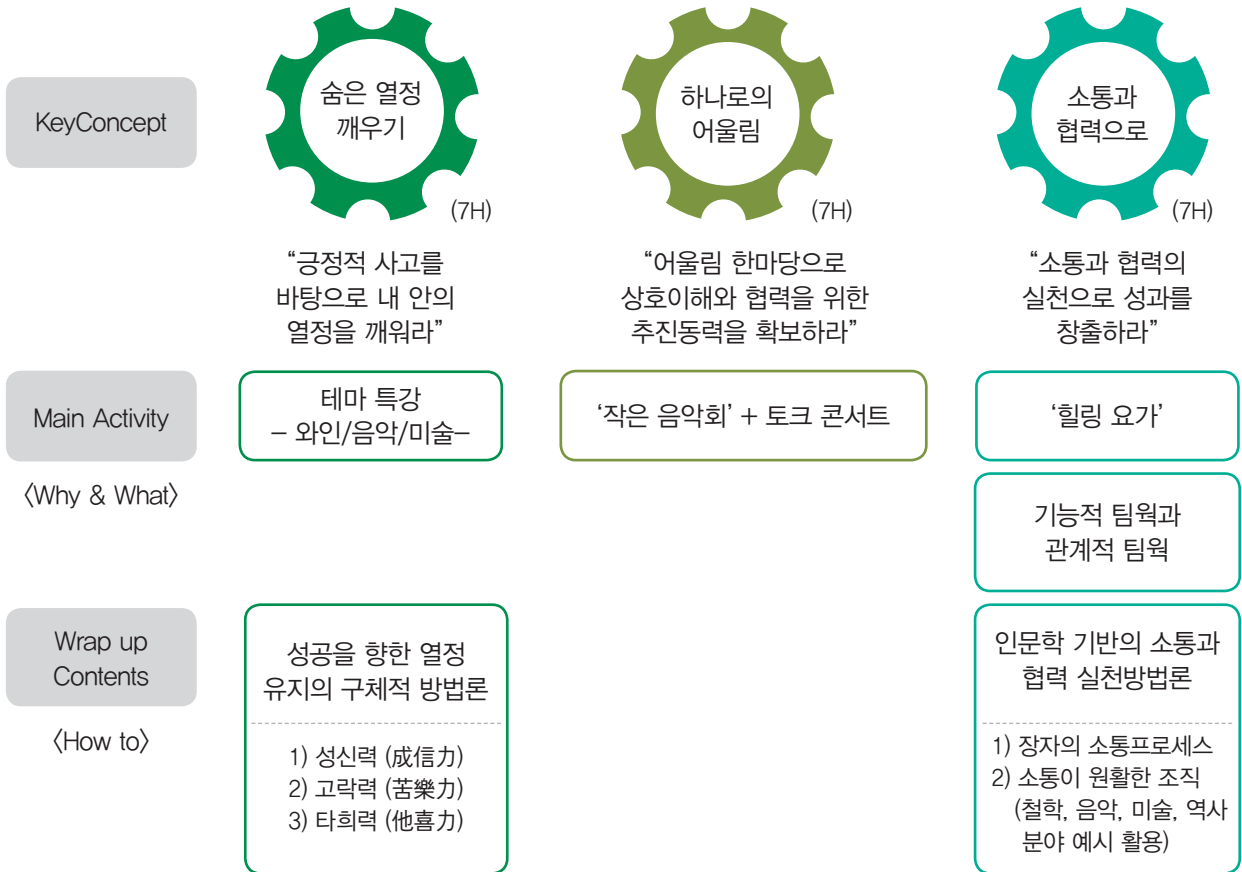 KeyConcept
숨은 열정
깨우기
(7H)
하나로의
어울림
(7H)
소통과
협력으로
(7H)
“긍정적 사고를
바탕으로 내 안의
열정을 깨워라”
“어울림 한마당으로
상호이해와 협력을 위한
추진동력을 확보하라”
“소통과 협력의
실천으로 성과를
창출하라”
Main Activity
〈Why & What〉
테마 특강
– 와인/음악/미술–
‘작은 음악회’ + 토크 콘서트
‘힐링 요가’
기능적 팀웍과
관계적 팀웍
Wrap up
Contents
〈How to〉
성공을 향한 열정
유지의 구체적 방법론
1) 성신력 (成信力)
2) 고락력 (苦樂力)
3) 타희력 (他喜力)
인문학 기반의 소통과
협력 실천방법론
1) 장자의 소통프로세스
2) 소통이 원활한 조직
(철학, 음악, 미술, 역사
분야 예시 활용)